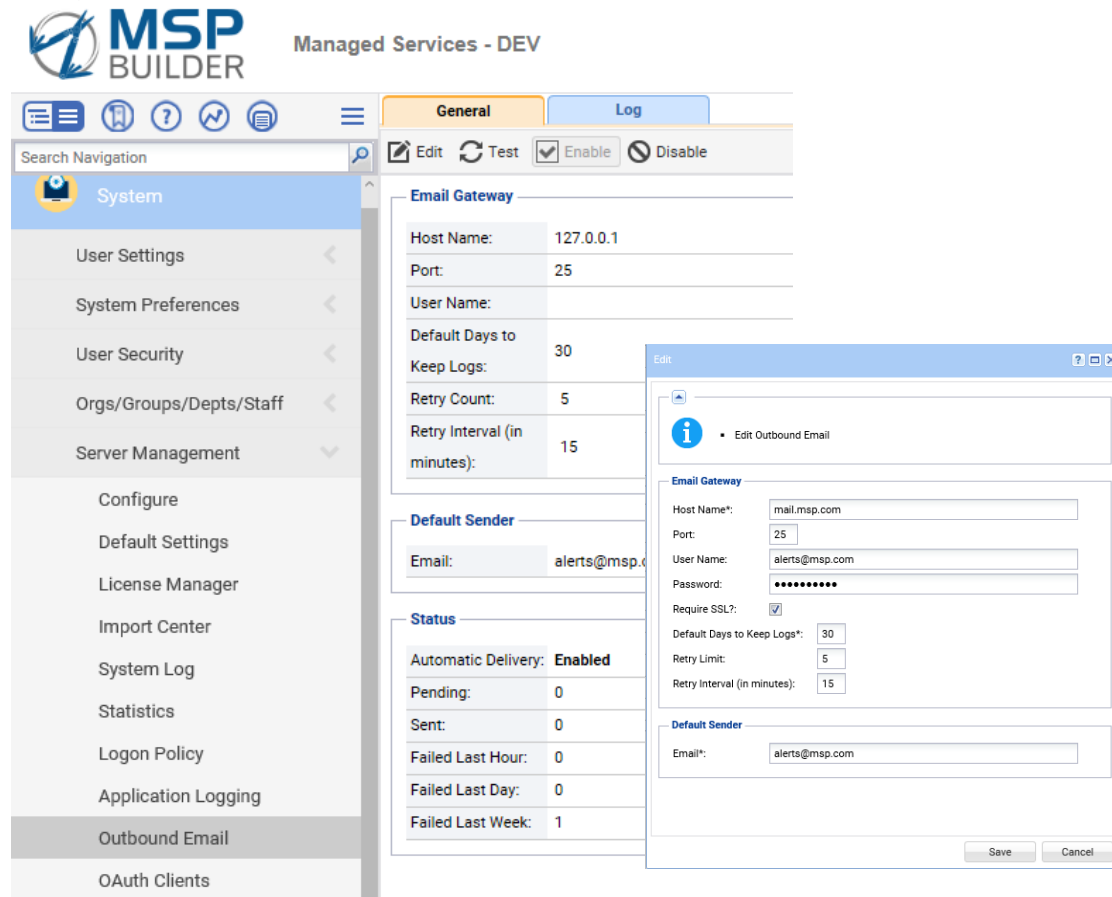 MSP
BUILDER
Managed Services - DEV
General
Log
Search Navigation
Edit
Test
Enable
Disable
System
User Settings
System Preferences
User Security
Orgs/Groups/Depts/Staff
Server Management
Configure
Default Settings
License Manager
Import Center
System Log
Statistics
Logon Policy
Application Logging
Outbound Email
OAuth Clients
Email Gateway
Host Name: 127.0.0.1
Port: 25
User Name:
Default Days to
Keep Logs: 30
Retry Count: 5
Retry Interval (in
minutes): 15
Default Sender
Email: alerts@msp.
Status
Automatic Delivery: Enabled
Pending: 0
Sent: 0
Failed Last Hour: 0
Failed Last Day: 0
Failed Last Week: 1
Edit
Edit Outbound Email
Email Gateway
Host Name*: mail.msp.com
Port: 25
User Name: alerts@msp.com
Password: ●●●●●●●●●●
Require SSL?:
Default Days to Keep Logs*: 30
Retry Limit: 5
Retry Interval (in minutes): 15
Default Sender
Email*: alerts@msp.com
Save
Cancel